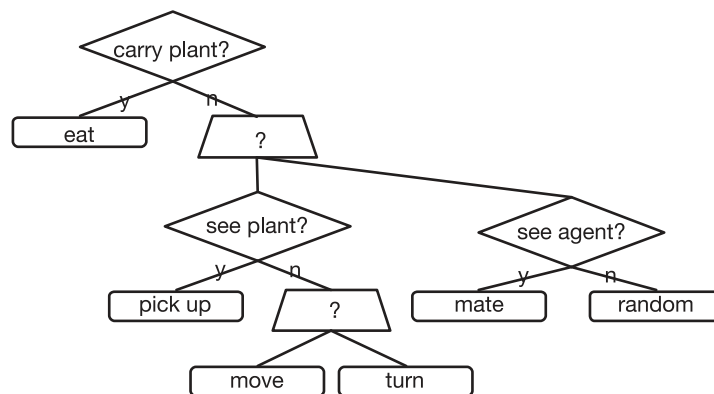 carry plant?
y
n
eat
?
see plant?
see agent?
y
n
y
n
pick up
?
mate
random
move
turn